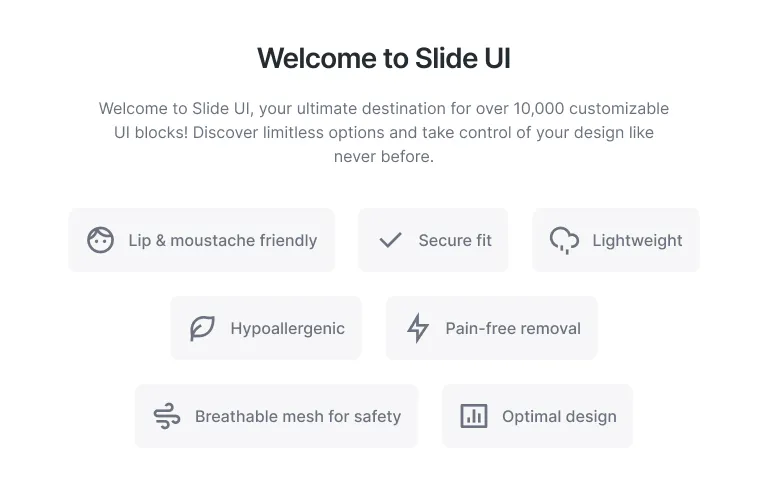 Welcome to Slide UI
Welcome to Slide UI, your ultimate destination for over 10,000 customizable
UI blocks! Discover limitless options and take control of your design like
never before.
Lip & moustache friendly
Secure fit
Lightweight
Hypoallergenic
Pain-free removal
Breathable mesh for safety
Optimal design